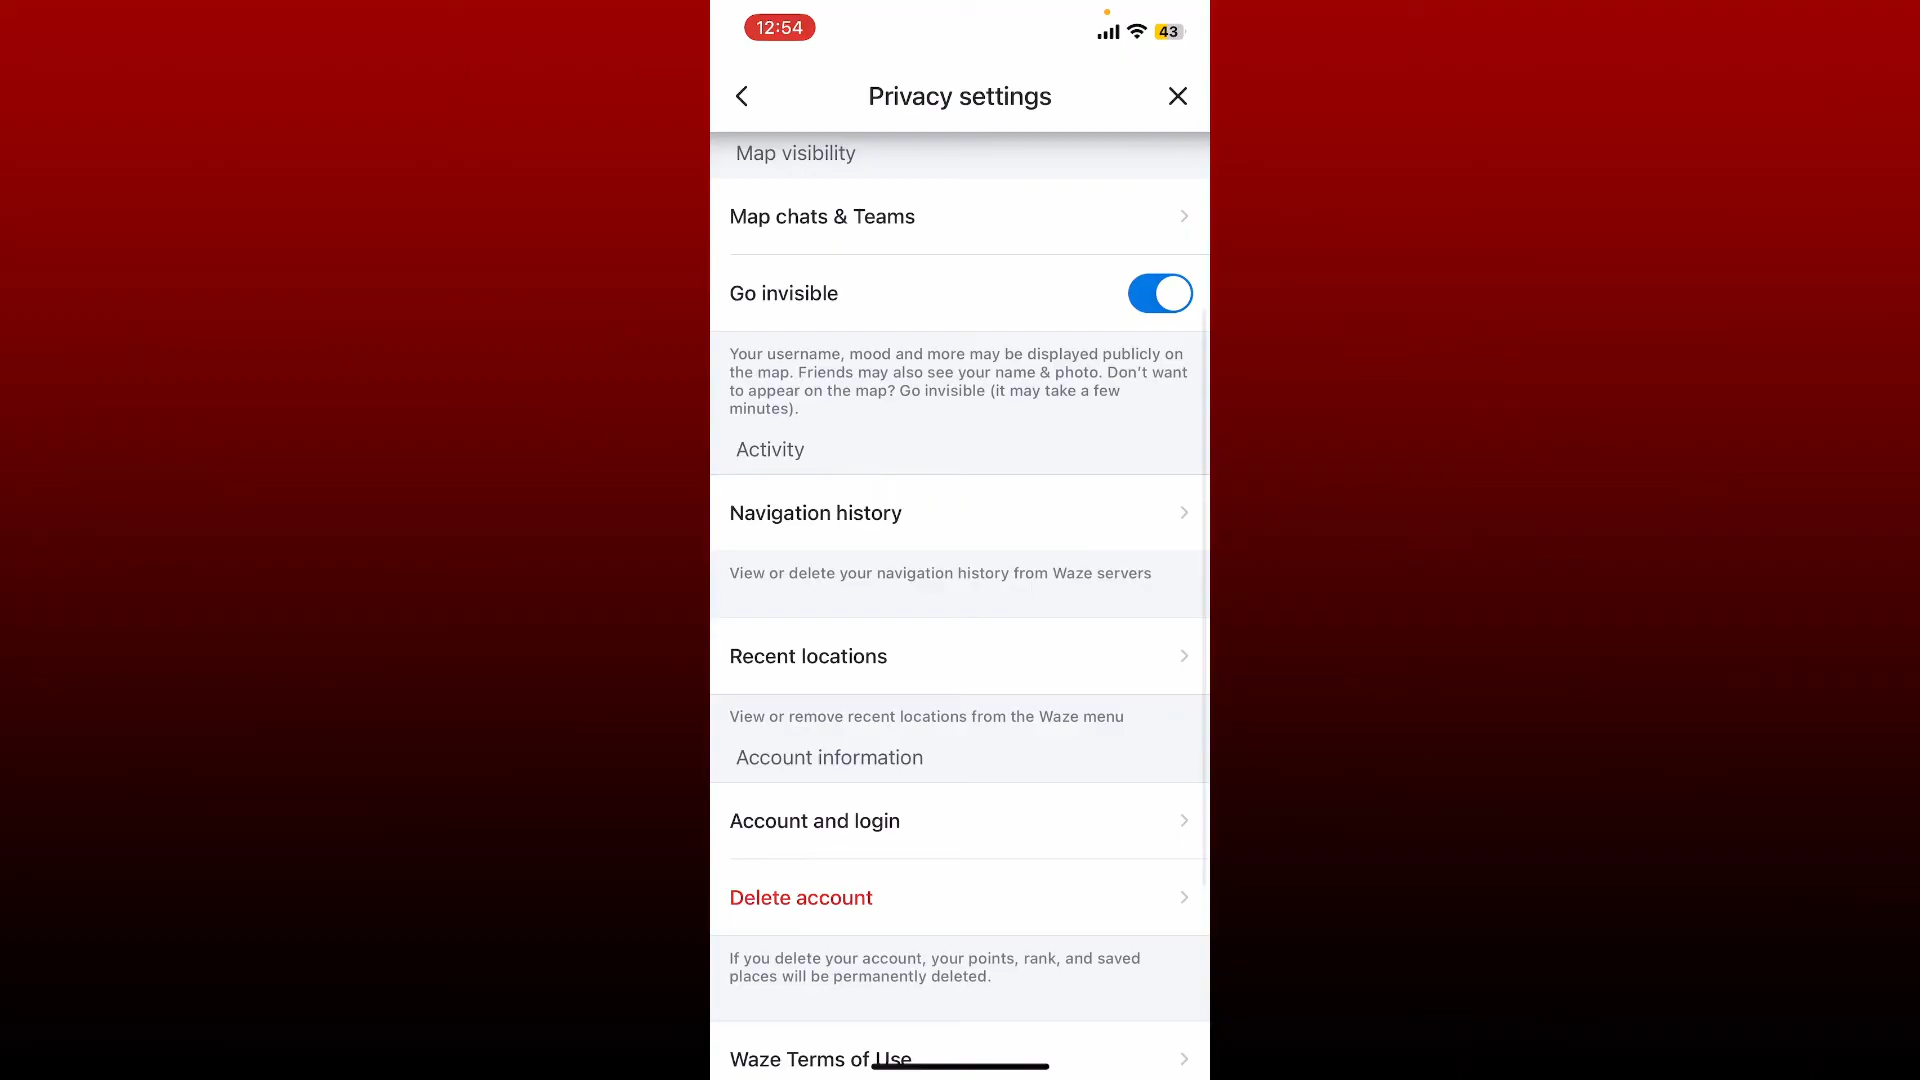 12:54
43
Privacy settings
Map visibility
Map chats & Teams
Go invisible
Your username, mood and more may be displayed publicly on
the map. Friends may also see your name & photo. Don’t want
to appear on the map? Go invisible (it may take a few
minutes).
Activity
Navigation history
View or delete your navigation history from Waze servers
Recent locations
View or remove recent locations from the Waze menu
Account information
Account and login
Delete account
If you delete your account, your points, rank, and saved
places will be permanently deleted.
Waze Terms of Use